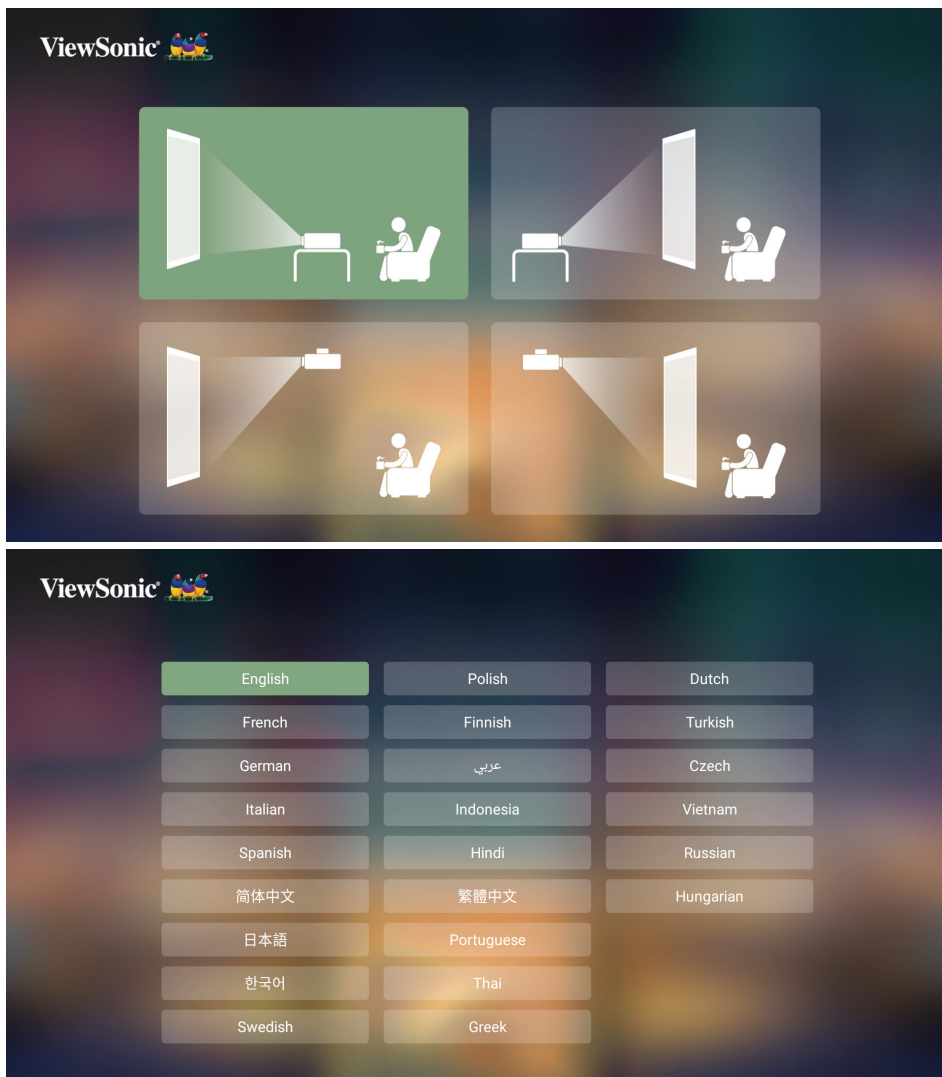 ViewSonic®
ViewSonic®
English Polish Dutch
French Finnish Turkish
German عربي Czech
Italian Indonesia Vietnam
Spanish Hindi Russian
简体中文 繁體中文 Hungarian
日本語 Portuguese
한국어 Thai
Swedish Greek